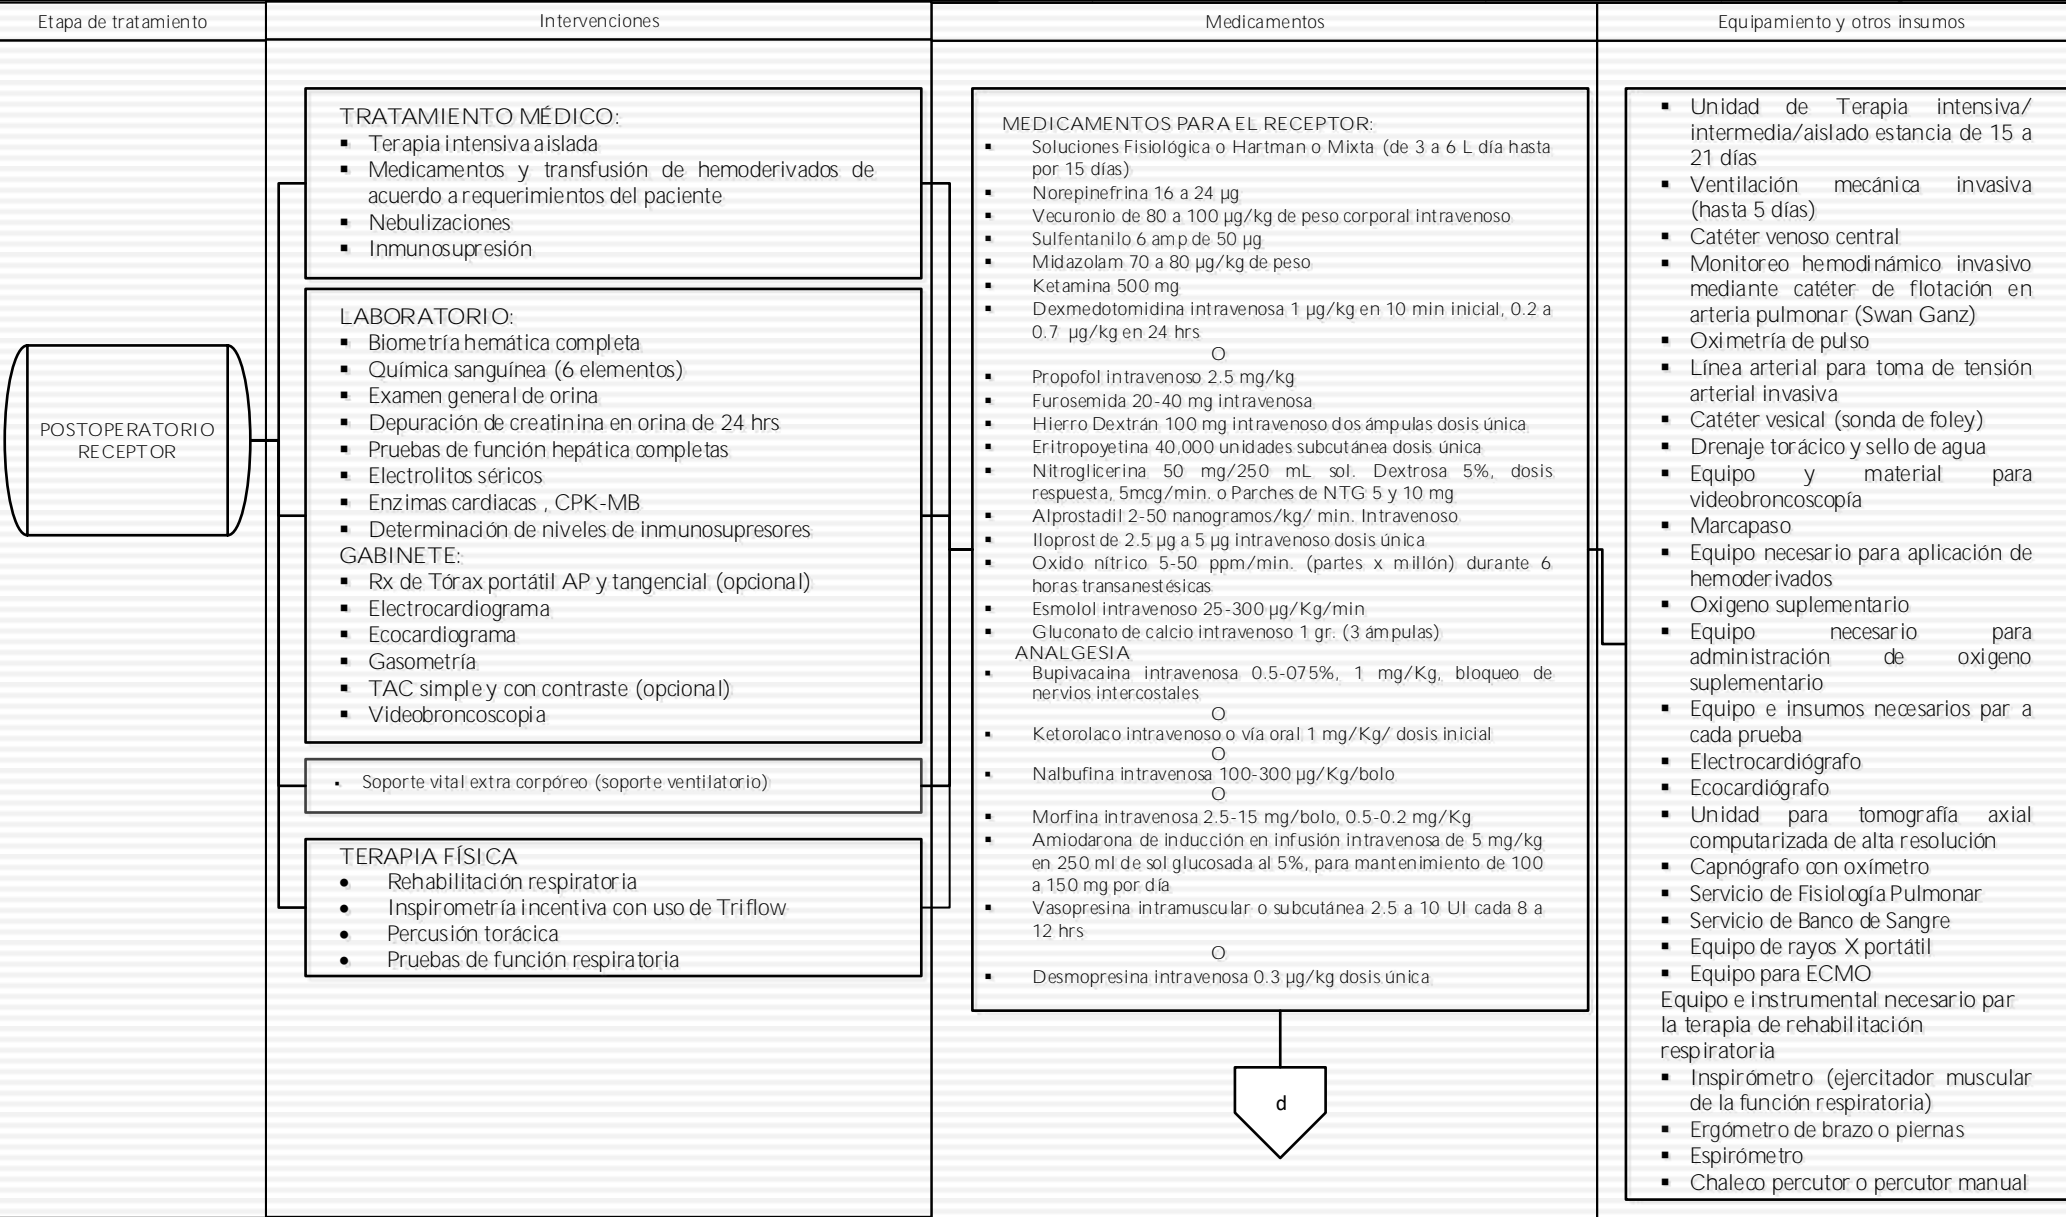 Etapa de tratamiento
Intervenciones
Medicamentos
Equipamiento y otros insumos
POSTOPERATORIO
RECEPTOR
TRATAMIENTO MÉDICO:
▪ Terapia intensiva aislada
▪ Medicamentos y transfusión de hemoderivados de
acuerdo a requerimientos del paciente
▪ Nebulizaciones
▪ Inmunosupresión
LABORATORIO:
▪ Biometría hemática completa
▪ Química sanguínea (6 elementos)
▪ Examen general de orina
▪ Depuración de creatinina en orina de 24 hrs
▪ Pruebas de función hepática completas
▪ Electrolitos séricos
▪ Enzimas cardiacas , CPK-MB
▪ Determinación de niveles de inmunosupresores
GABINETE:
▪ Rx de Tórax portátil AP y tangencial (opcional)
▪ Electrocardiograma
▪ Ecocardiograma
▪ Gasometría
▪ TAC simple y con contraste (opcional)
▪ Videobroncoscopia
▪ Soporte vital extra corpóreo (soporte ventilatorio)
TERAPIA FÍSICA
• Rehabilitación respiratoria
• Inspirometría incentiva con uso de Triflow
• Percusión torácica
• Pruebas de función respiratoria
MEDICAMENTOS PARA EL RECEPTOR:
▪ Soluciones Fisiológica o Hartman o Mixta (de 3 a 6 L día hasta
por 15 días)
▪ Norepinefrina 16 a 24 µg
▪ Vecuronio de 80 a 100 µg/kg de peso corporal intravenoso
▪ Sulfentanilo 6 amp de 50 µg
▪ Midazolam 70 a 80 µg/kg de peso
▪ Ketamina 500 mg
▪ Dexmedotomidina intravenosa 1 µg/kg en 10 min inicial, 0.2 a
0.7 µg/kg en 24 hrs
O
▪ Propofol intravenoso 2.5 mg/kg
▪ Furosemida 20-40 mg intravenosa
▪ Hierro Dextrán 100 mg intravenoso dos ámpulas dosis única
▪ Eritropoyetina 40,000 unidades subcutánea dosis única
▪ Nitroglicerina 50 mg/250 mL sol. Dextrosa 5%, dosis
respuesta, 5mcg/min. o Parches de NTG 5 y 10 mg
▪ Alprostadil 2-50 nanogramos/kg/ min. Intravenoso
▪ Iloprost de 2.5 µg a 5 µg intravenoso dosis única
▪ Oxido nítrico 5-50 ppm/min. (partes x millón) durante 6
horas transanestésicas
▪ Esmolol intravenoso 25-300 µg/Kg/min
▪ Gluconato de calcio intravenoso 1 gr. (3 ámpulas)
ANALGESIA
▪ Bupivacaina intravenosa 0.5-075%, 1 mg/Kg, bloqueo de
nervios intercostales
O
▪ Ketorolaco intravenoso o vía oral 1 mg/Kg/ dosis inicial
O
▪ Nalbufina intravenosa 100-300 µg/Kg/bolo
O
▪ Morfina intravenosa 2.5-15 mg/bolo, 0.5-0.2 mg/Kg
▪ Amiodarona de inducción en infusión intravenosa de 5 mg/kg
en 250 ml de sol glucosada al 5%, para mantenimiento de 100
a 150 mg por día
▪ Vasopresina intramuscular o subcutánea 2.5 a 10 UI cada 8 a
12 hrs
O
▪ Desmopresina intravenosa 0.3 µg/kg dosis única
d
▪ Unidad de Terapia intensiva/
intermedia/aislado estancia de 15 a
21 días
▪ Ventilación mecánica invasiva
(hasta 5 días)
▪ Catéter venoso central
▪ Monitoreo hemodinámico invasivo
mediante catéter de flotación en
arteria pulmonar (Swan Ganz)
▪ Oximetría de pulso
▪ Línea arterial para toma de tensión
arterial invasiva
▪ Catéter vesical (sonda de foley)
▪ Drenaje torácico y sello de agua
▪ Equipo y material para
videobroncoscopía
▪ Marcapaso
▪ Equipo necesario para aplicación de
hemoderivados
▪ Oxigeno suplementario
▪ Equipo necesario para
administración de oxigeno
suplementario
▪ Equipo e insumos necesarios par a
cada prueba
▪ Electrocardiógrafo
▪ Ecocardiógrafo
▪ Unidad para tomografía axial
computarizada de alta resolución
▪ Capnógrafo con oxímetro
▪ Servicio de Fisiología Pulmonar
▪ Servicio de Banco de Sangre
▪ Equipo de rayos X portátil
▪ Equipo para ECMO
Equipo e instrumental necesario par
la terapia de rehabilitación
respiratoria
▪ Inspirómetro (ejercitador muscular
de la función respiratoria)
▪ Ergómetro de brazo o piernas
▪ Espirómetro
▪ Chaleco percutor o percutor manual